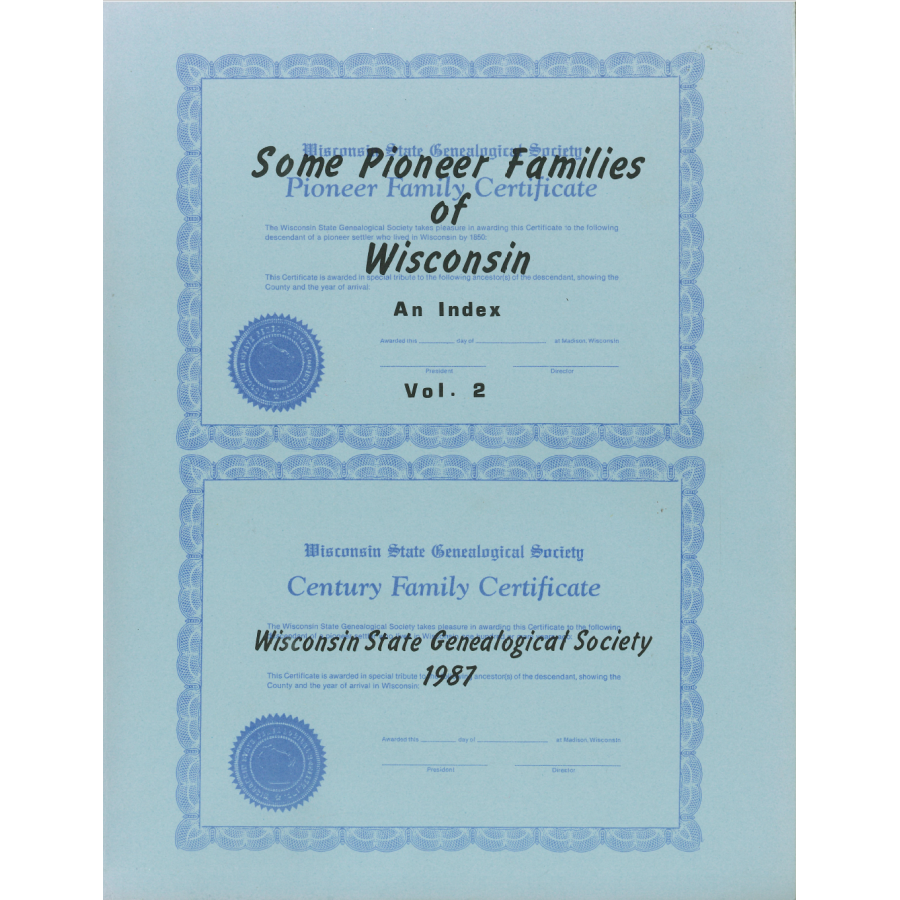 Wisconsin State Genealogical Society
Some Pioneer Families
Pioneer Family Certificate
of
The Wisconsin State Genealogical Society takes pleasure in awarding this Certificate to the following
descendant of a pioneer settler who lived in Wisconsin by 1850:
Wisconsin
This Certificate is awarded in special tribute to the following ancestor(s) of the descendant, showing the
County and the year of arrival:
An Index
Awarded this day of at Madison, Wisconsin
President Director
Vol. 2
Wisconsin State Genealogical Society
Century Family Certificate
The Wisconsin State Genealogical Society takes pleasure in awarding this Certificate to the following
Wisconsin State Genealogical Society
This Certificate is awarded in special tribute to ancestor(s) of the descendant, showing the
1987
County and the year of arrival in Wisconsin:
Awarded this day of at Madison, Wisconsin
President Director